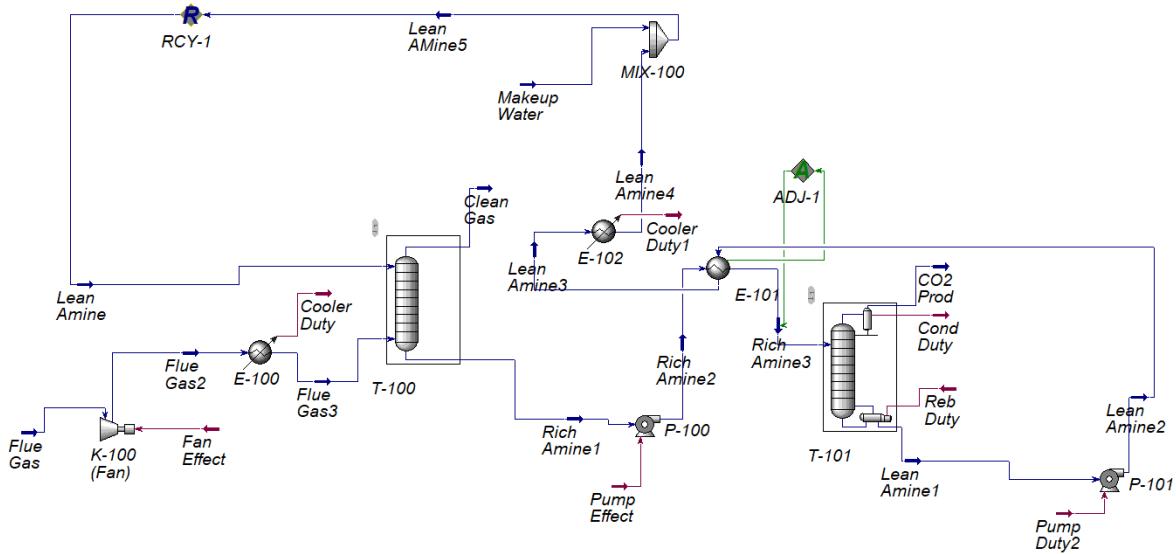 R
RCY-1
Lean
AMine5
MIX-100
Makeup
Water
Lean
Amine4
Clean
Gas
A
ADJ-1
Cooler
Duty1
E-102
Lean
Amine3
E-101
CO2
Prod
Cond
Duty
Lean
Amine
Cooler
Duty
Rich
Amine3
Flue
Gas2
E-100
Flue
Gas3
T-100
Rich
Amine2
Reb
Duty
Lean
Amine2
Flue
Gas
K-100
(Fan)
Fan
Effect
Rich
Amine1
P-100
T-101
Lean
Amine1
P-101
Pump
Effect
Pump
Duty2